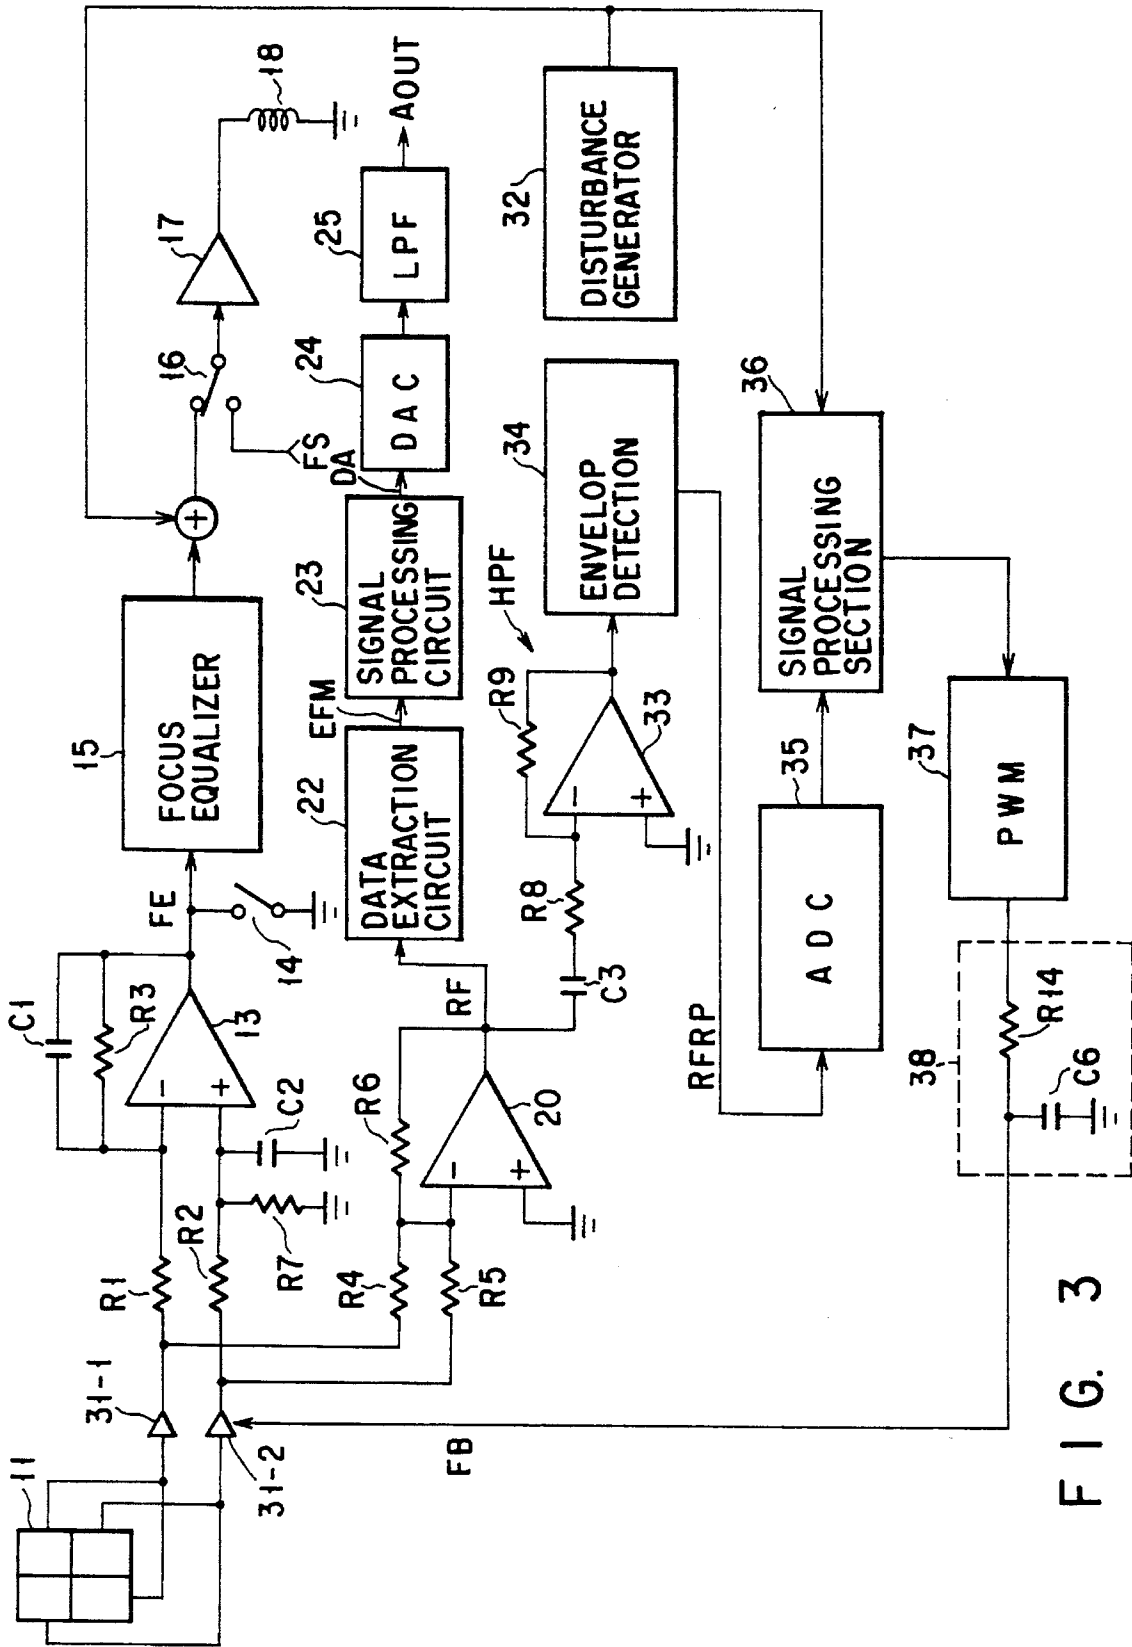 11
31-1
31-2
R1
R2
R7
C2
C1
R3
−
+
13
FE
14
15
FOCUS
EQUALIZER
+
16
FS
17
18
R4
R5
R6
−
+
20
RF
22
DATA
EXTRACTION
CIRCUIT
EFM
23
SIGNAL
PROCESSING
CIRCUIT
DA
24
DAC
25
LPF
AOUT
C3
R8
R9
−
+
33
HPF
34
ENVELOP
DETECTION
32
DISTURBANCE
GENERATOR
RFRP
35
ADC
36
SIGNAL
PROCESSING
SECTION
37
PWM
38
R14
C6
FB
FIG. 3